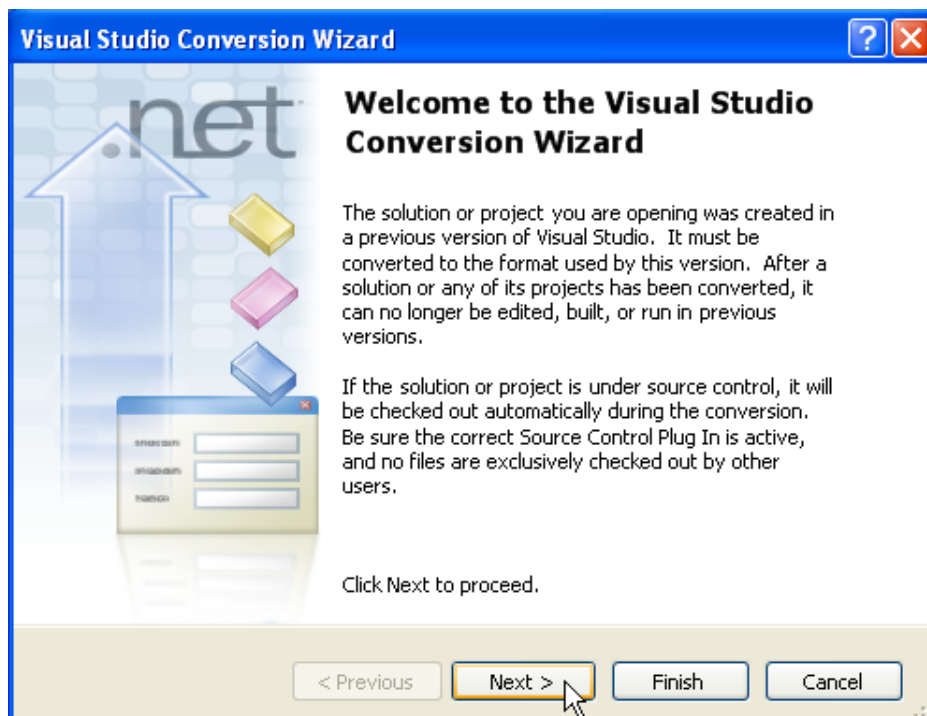 Visual Studio Conversion Wizard
.net
Welcome to the Visual Studio
Conversion Wizard
The solution or project you are opening was created in
a previous version of Visual Studio. It must be
converted to the format used by this version. After a
solution or any of its projects has been converted, it
can no longer be edited, built, or run in previous
versions.
If the solution or project is under source control, it will
be checked out automatically during the conversion.
Be sure the correct Source Control Plug In is active,
and no files are exclusively checked out by other
users.
Click Next to proceed.
< Previous
Next >
Finish
Cancel